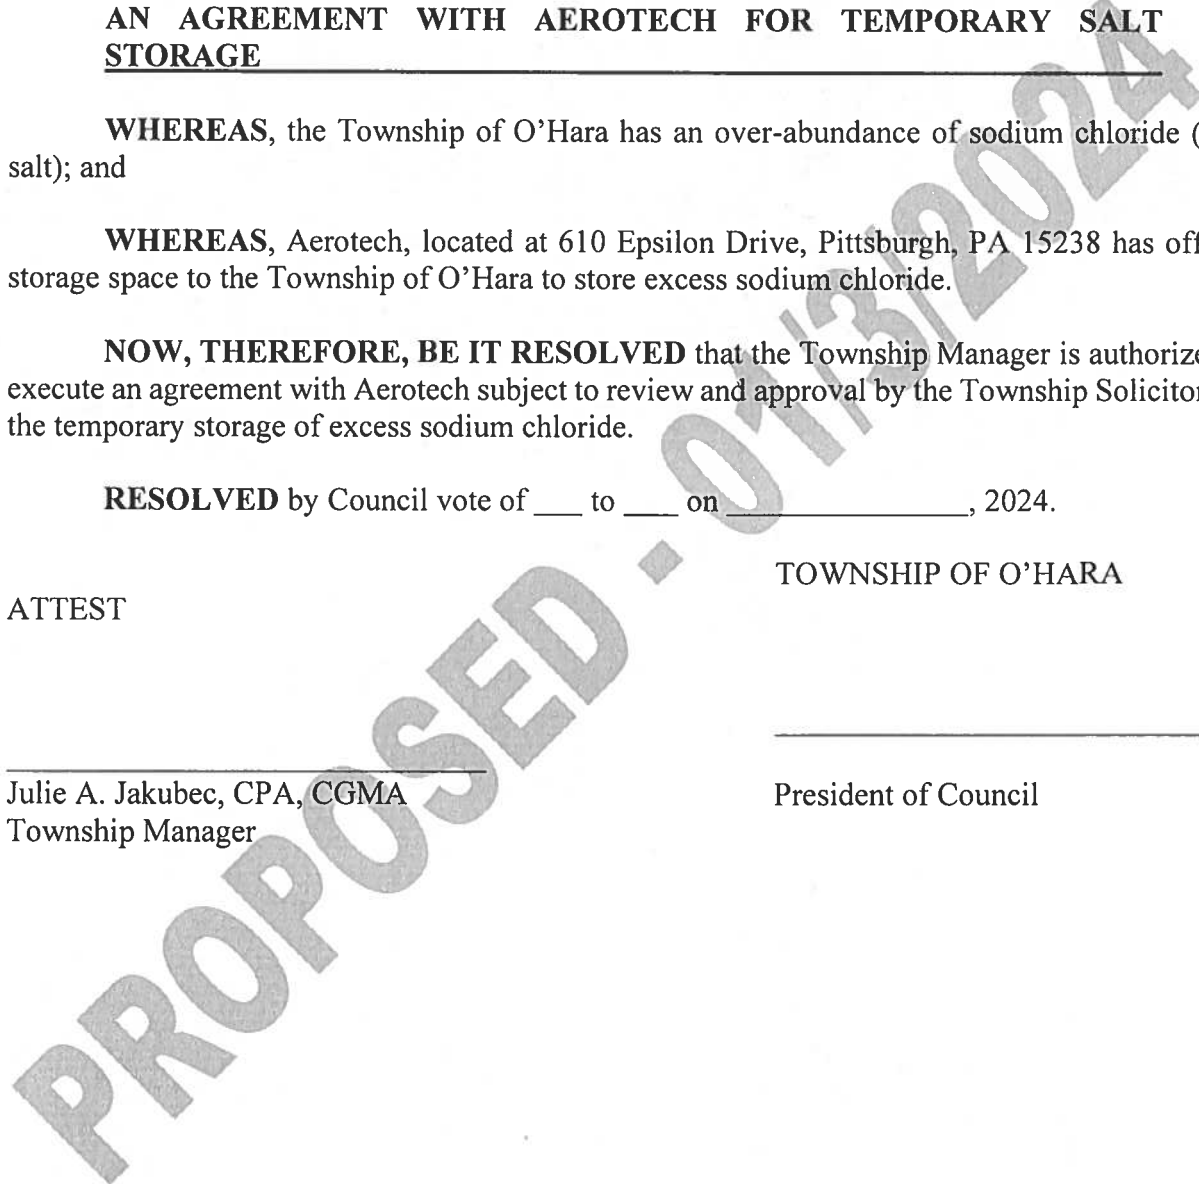 AN AGREEMENT WITH AEROTECH FOR TEMPORARY SALT
STORAGE
WHEREAS, the Township of O'Hara has an over-abundance of sodium chloride (
salt); and
WHEREAS, Aerotech, located at 610 Epsilon Drive, Pittsburgh, PA 15238 has off
storage space to the Township of O'Hara to store excess sodium chloride.
NOW, THEREFORE, BE IT RESOLVED that the Township Manager is authorize
execute an agreement with Aerotech subject to review and approval by the Township Solicitor
the temporary storage of excess sodium chloride.
RESOLVED by Council vote of ___ to ___ on _______________, 2024.
TOWNSHIP OF O'HARA
ATTEST
Julie A. Jakubec, CPA, CGMA
Township Manager
President of Council
PROPOSED - 01/3/2024